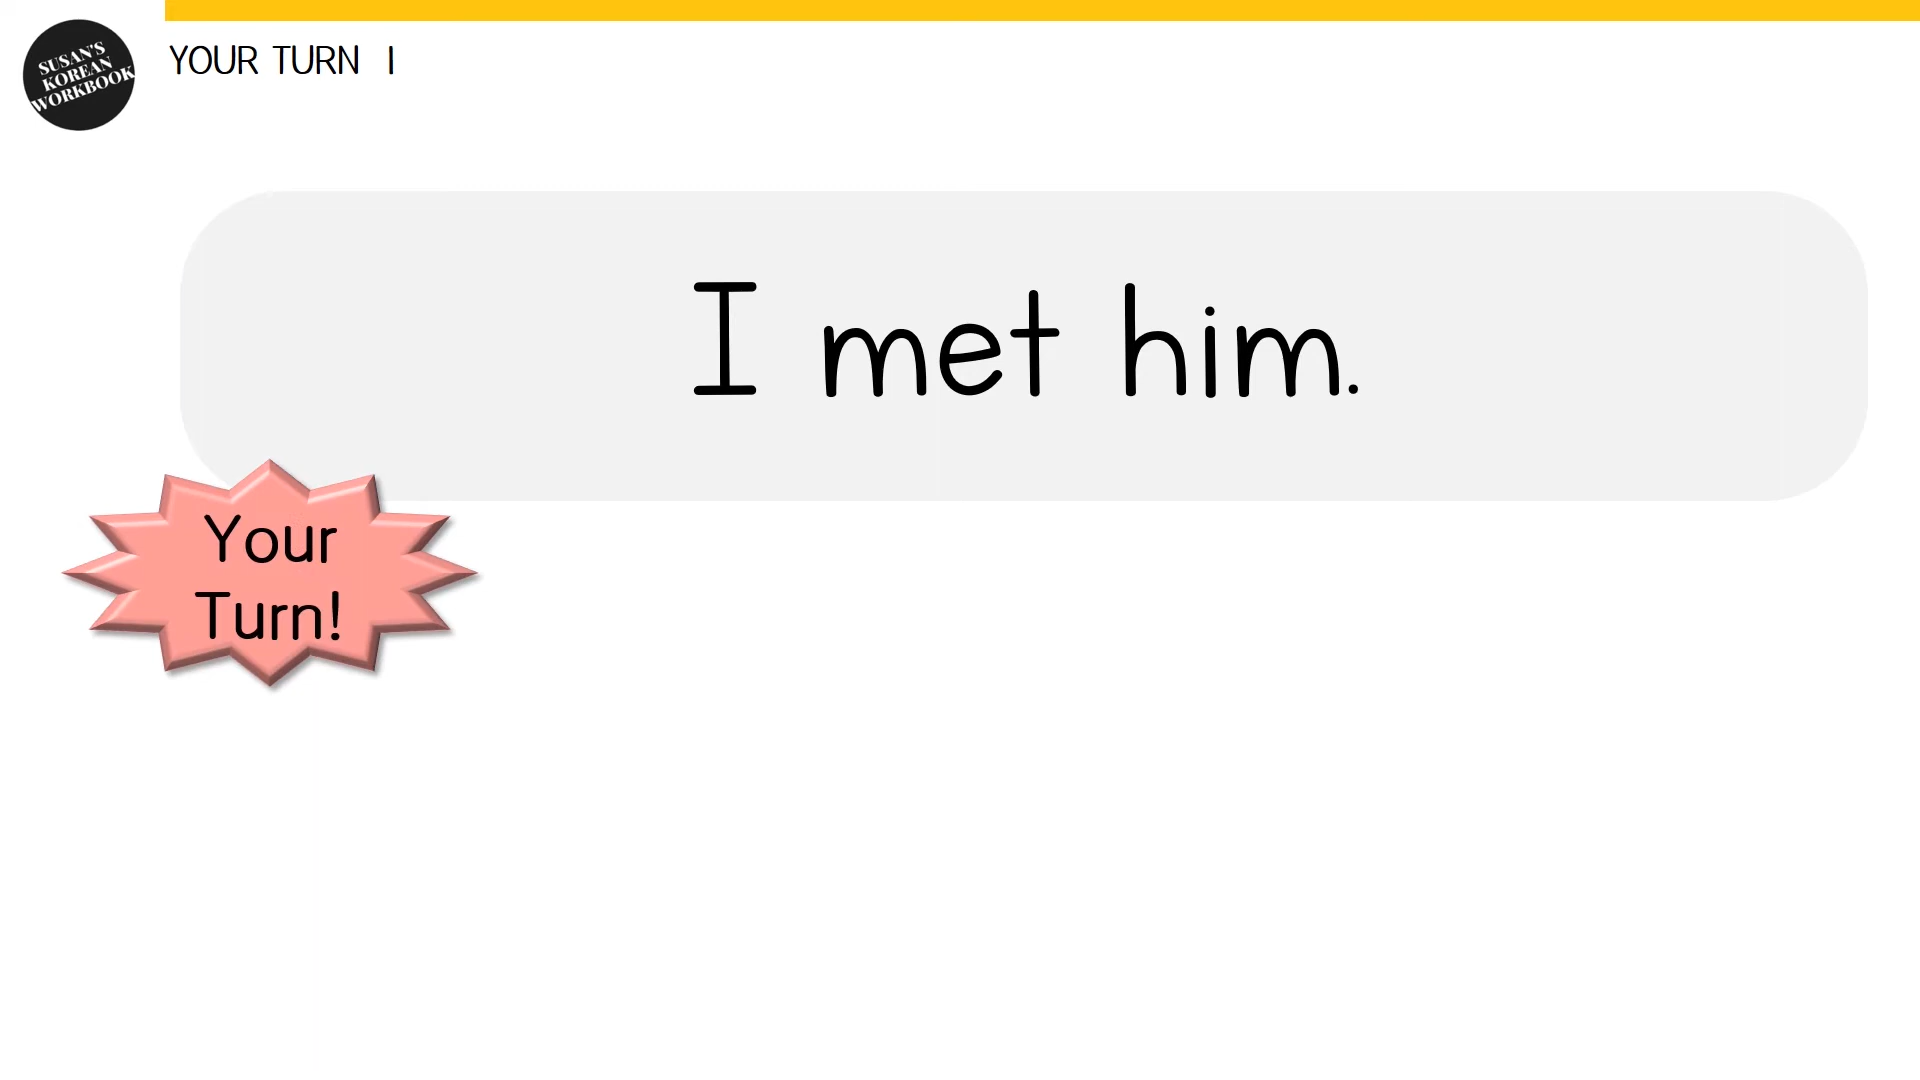 SUSAN'S
KOREAN
WORKBOOK
YOUR TURN I
I met him.
Your
Turn!